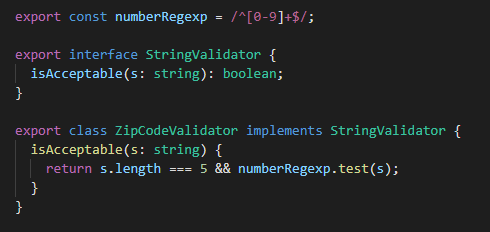 export const numberRegexp = /^[0-9]+$/;

export interface StringValidator {
  isAcceptable(s: string): boolean;
}

export class ZipCodeValidator implements StringValidator {
  isAcceptable(s: string) {
    return s.length === 5 && numberRegexp.test(s);
  }
}